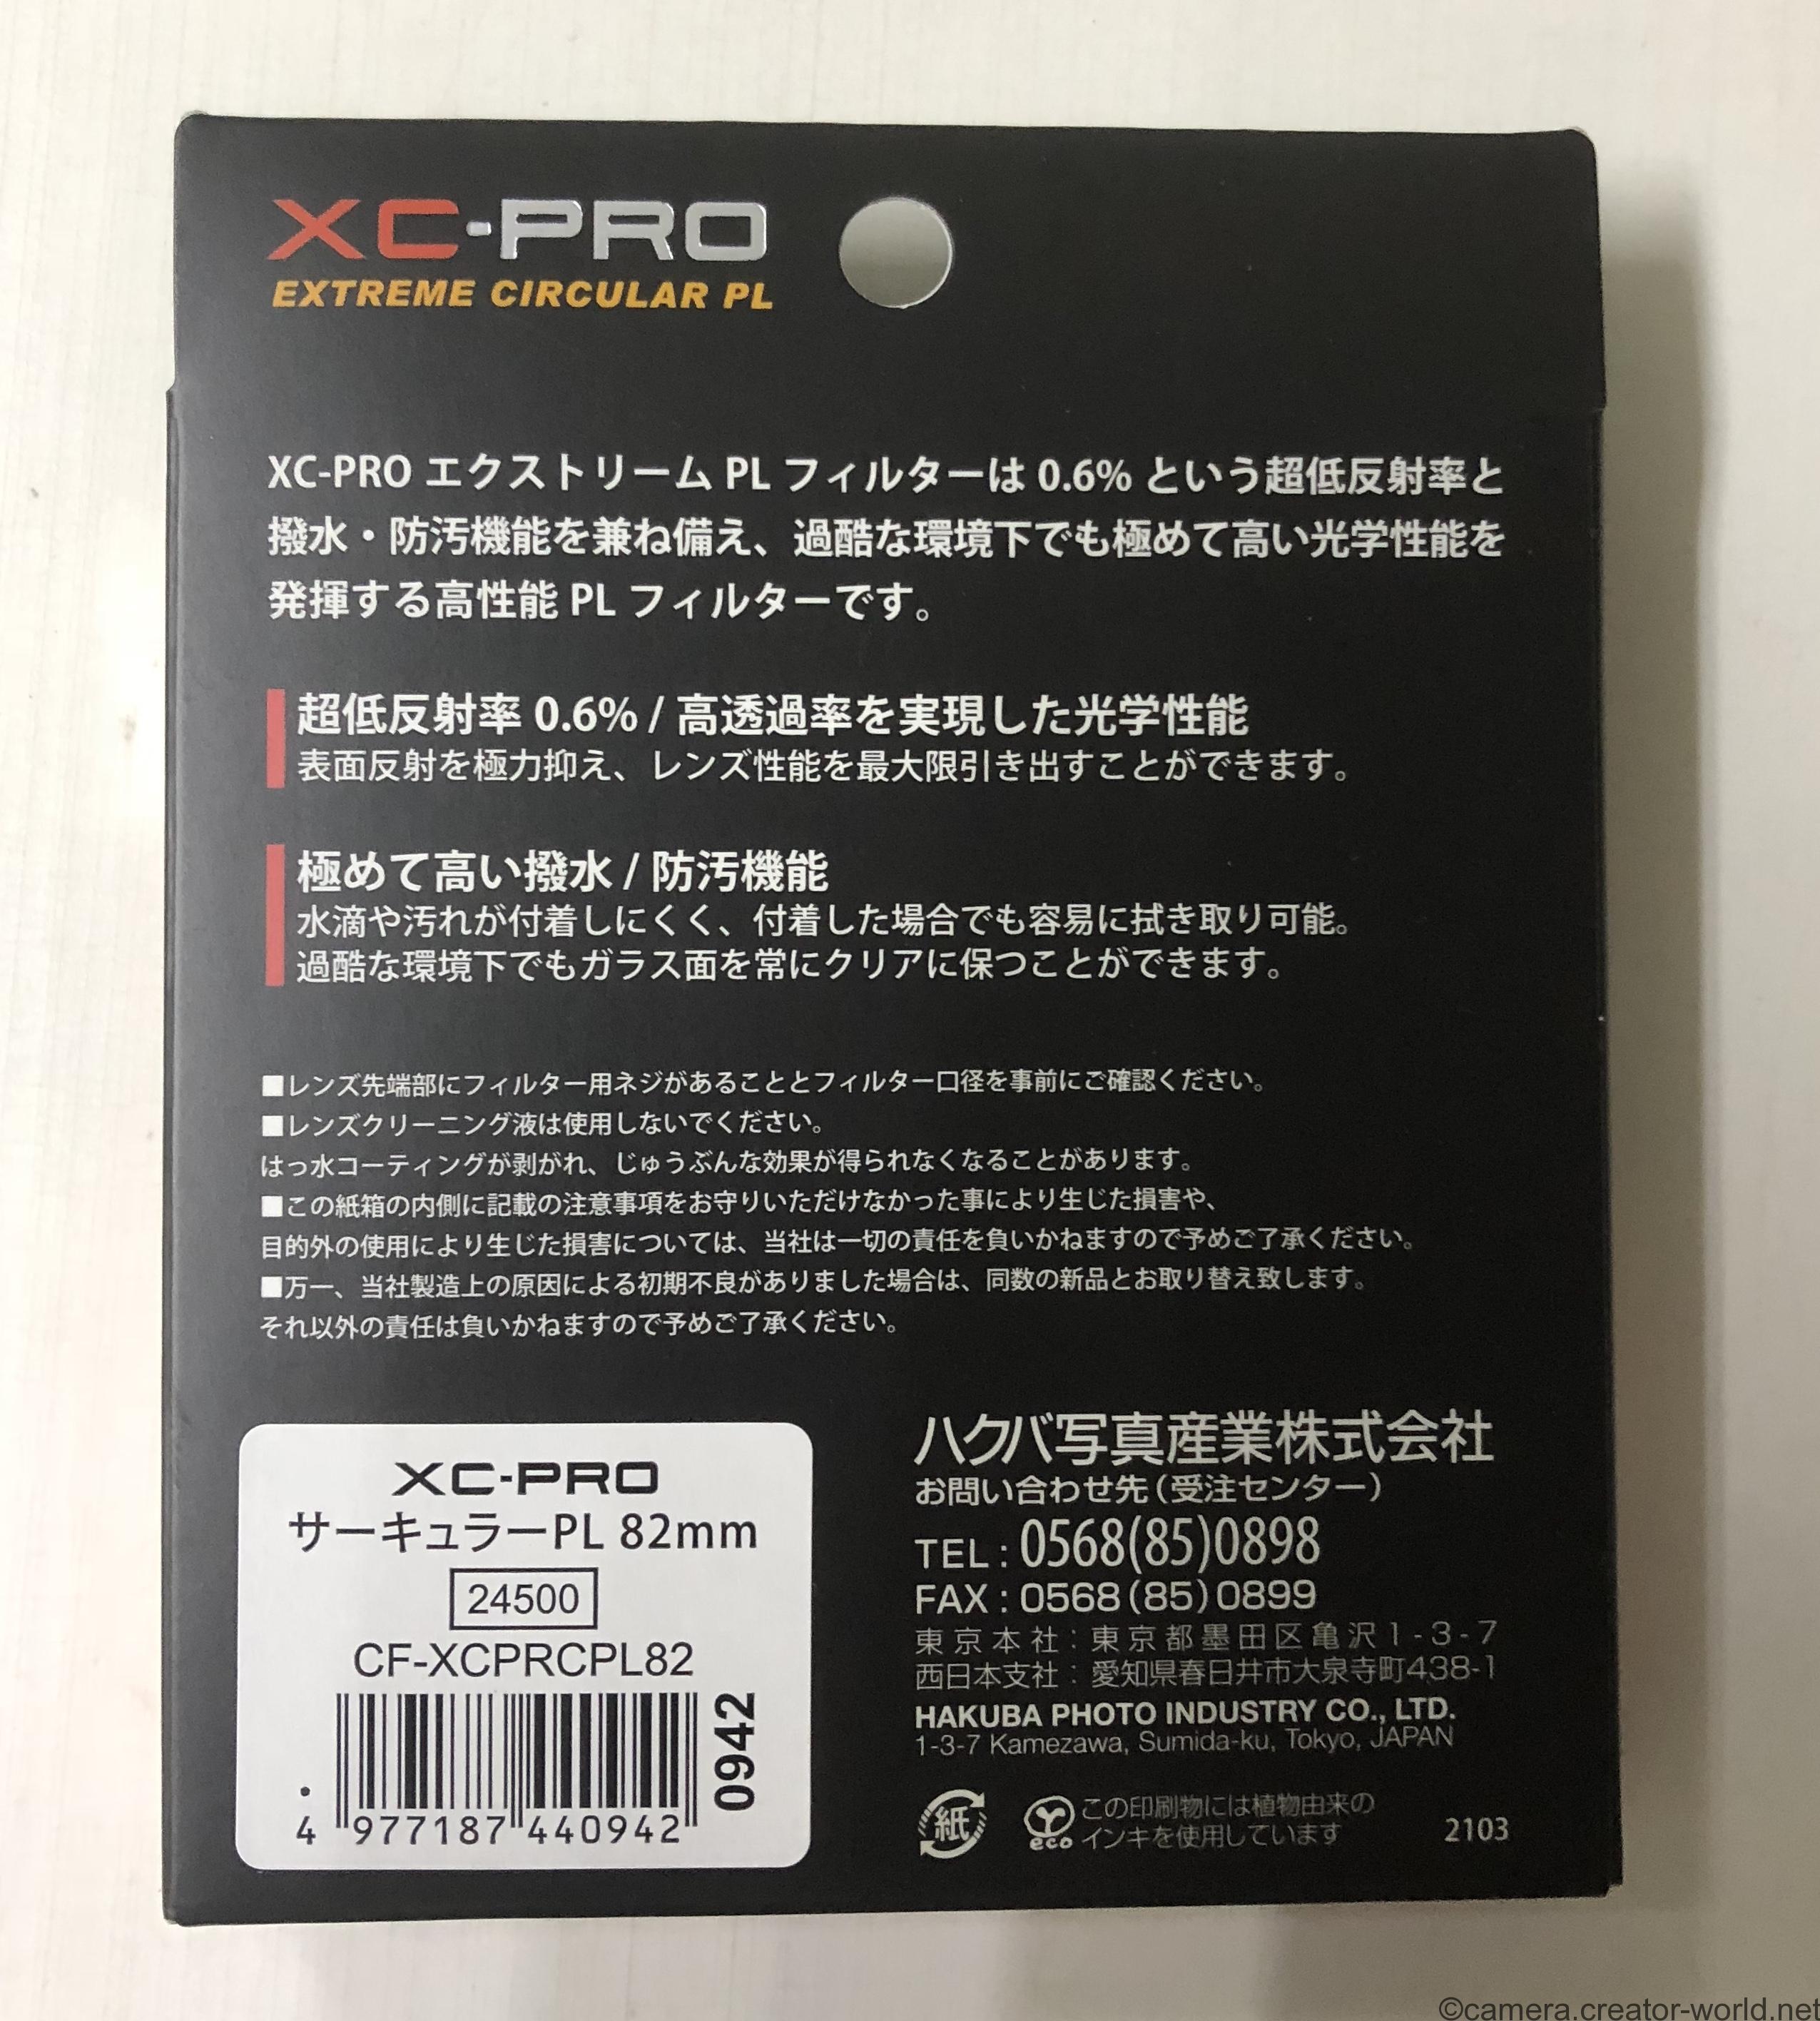 XC-PRO
EXTREME CIRCULAR PL
XC-PRO エクストリーム PL フィルターは 0.6% という超低反射率と
撥水・防汚機能を兼ね備え、過酷な環境下でも極めて高い光学性能を
発揮する高性能 PL フィルターです。
超低反射率 0.6% / 高透過率を実現した光学性能
表面反射を極力抑え、レンズ性能を最大限引き出すことができます。
極めて高い撥水 / 防汚機能
水滴や汚れが付着しにくく、付着した場合でも容易に拭き取り可能。
過酷な環境下でもガラス面を常にクリアに保つことができます。
■レンズ先端部にフィルター用ネジがあることとフィルター口径を事前にご確認ください。
■レンズクリーニング液は使用しないでください。
はっ水コーティングが剥がれ、じゅうぶんな効果が得られなくなることがあります。
■この紙箱の内側に記載の注意事項をお守りいただけなかった事により生じた損害や、
目的外の使用により生じた損害については、当社は一切の責任を負いかねますので予めご了承ください。
■万一、当社製造上の原因による初期不良がありました場合は、同数の新品とお取り替え致します。
それ以外の責任は負いかねますので予めご了承ください。
XC-PRO
サーキュラーPL 82mm
24500
CF-XCPRCPL82
0942
4 977187 440942
ハクバ写真産業株式会社
お問い合わせ先(受注センター)
TEL : 0568(85)0898
FAX : 0568(85)0899
東京本社 : 東京都墨田区亀沢1-3-7
西日本支社 : 愛知県春日井市大泉寺町438-1
HAKUBA PHOTO INDUSTRY CO., LTD.
1-3-7 Kamezawa, Sumida-ku, Tokyo, JAPAN
紙
eco
この印刷物には植物由来の
インキを使用しています
2103
©camera.creator-world.net